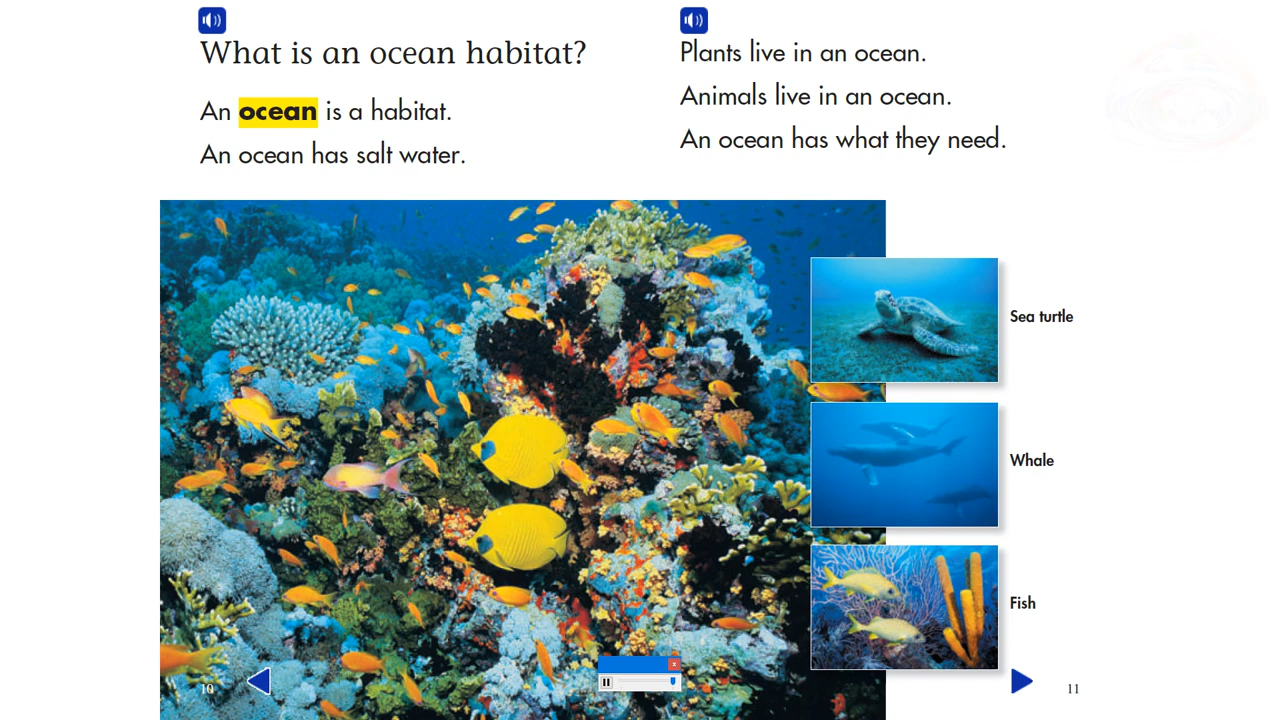 What is an ocean habitat?
An ocean is a habitat.
An ocean has salt water.
Plants live in an ocean.
Animals live in an ocean.
An ocean has what they need.
Sea turtle
Whale
Fish
10
11